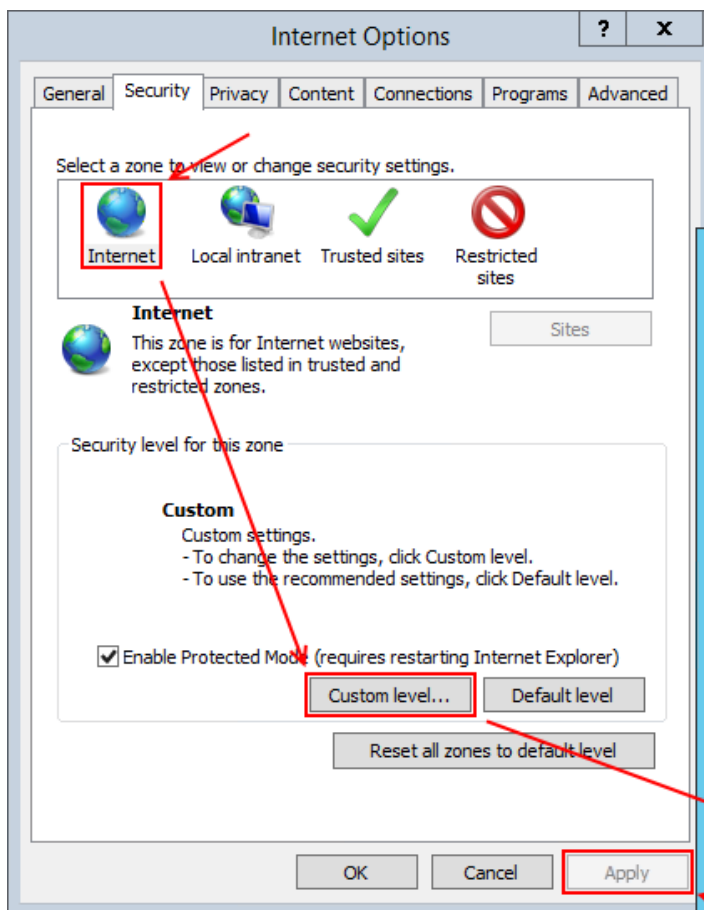 Internet Options
? x
General Security Privacy Content Connections Programs Advanced
Select a zone to view or change security settings.
Internet Local intranet Trusted sites Restricted
sites
Internet
Sites
This zone is for Internet websites,
except those listed in trusted and
restricted zones.
Security level for this zone
Custom
Custom settings.
- To change the settings, click Custom level.
- To use the recommended settings, click Default level.
Enable Protected Mode (requires restarting Internet Explorer)
Custom level... Default level
Reset all zones to default level
OK Cancel Apply